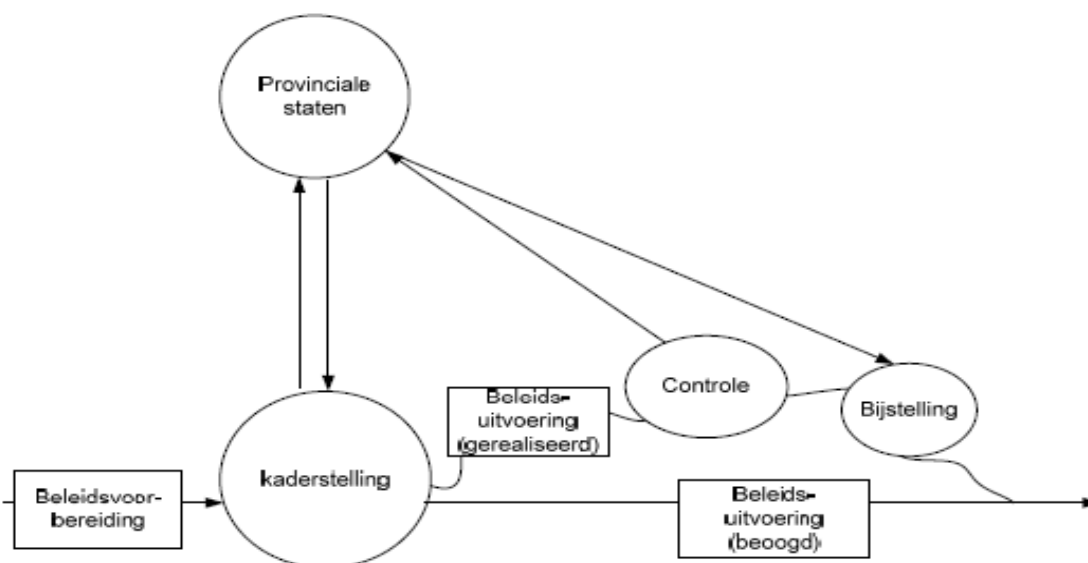 Provinciale
staten
Controle
Bijstelling
Beleids-
uitvoering
(gerealiseerd)
kaderstelling
Beleidsvoor-
bereiding
Beleids-
uitvoering
(beoogd)